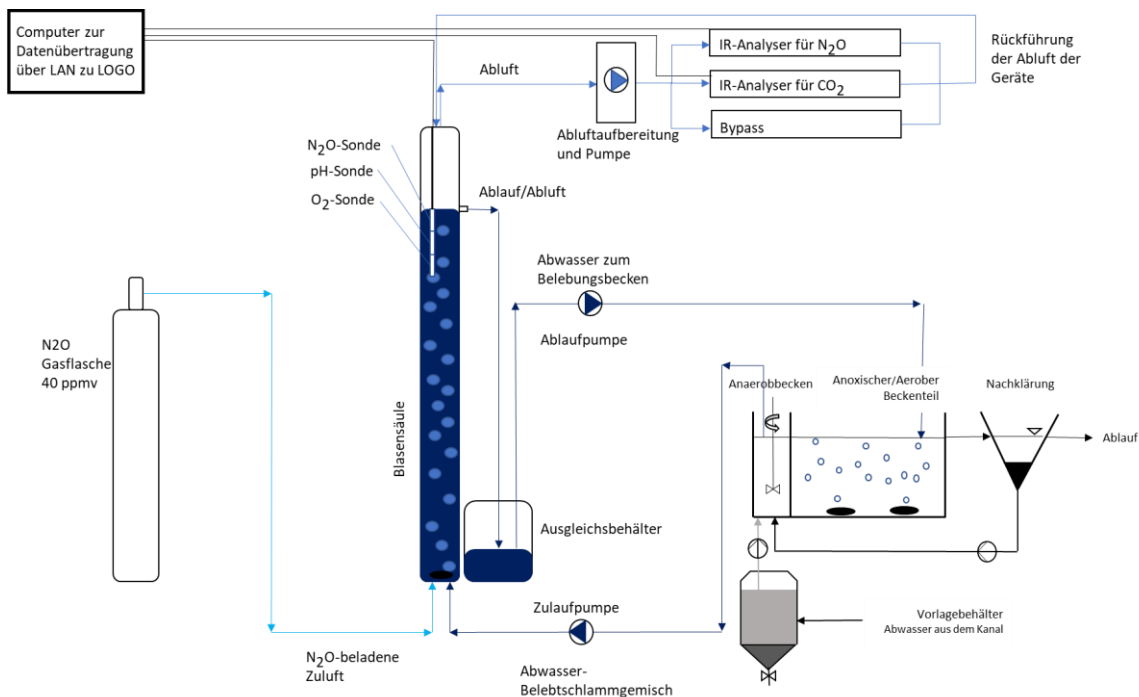 Computer zur
Datenübertragung
über LAN zu LOGO
Abluft
Abluftaufbereitung
und Pumpe
IR-Analyser für N2O
IR-Analyser für CO2
Bypass
Rückführung
der Abluft der
Geräte
N2O-Sonde
pH-Sonde
O2-Sonde
Ablauf/Abluft
Abwasser zum
Belebungsbecken
Ablaufpumpe
N2O
Gasflasche
40 ppmv
Blasensäule
Anaerobbecken
Anoxischer/Aerober
Beckenteil
Nachklärung
Ablauf
Ausgleichsbehälter
Zulaufpumpe
Vorlagebehälter
Abwasser aus dem Kanal
N2O-beladene
Zuluft
Abwasser-
Belebtschlammgemisch